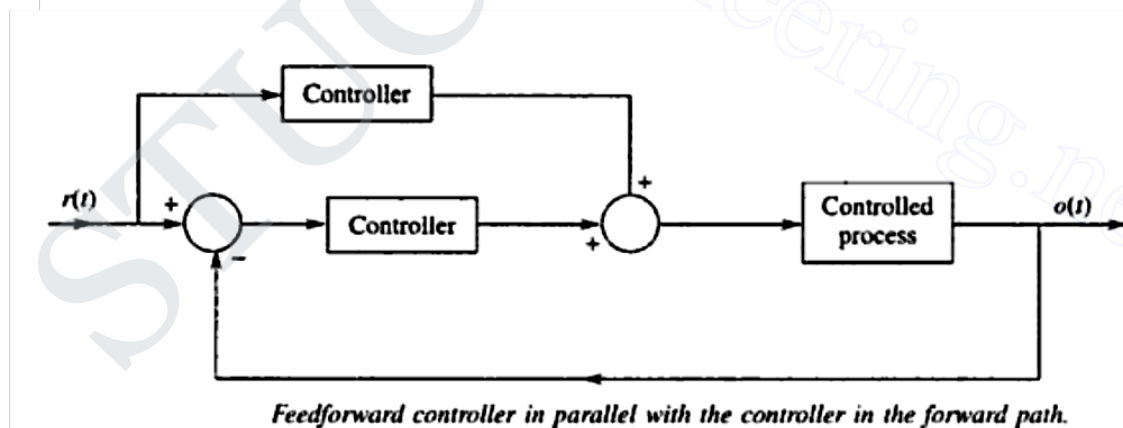 Controller
r(t)
+
+
Controlled
process
o(t)
Controller
+
−
Feedforward controller in parallel with the controller in the forward path.